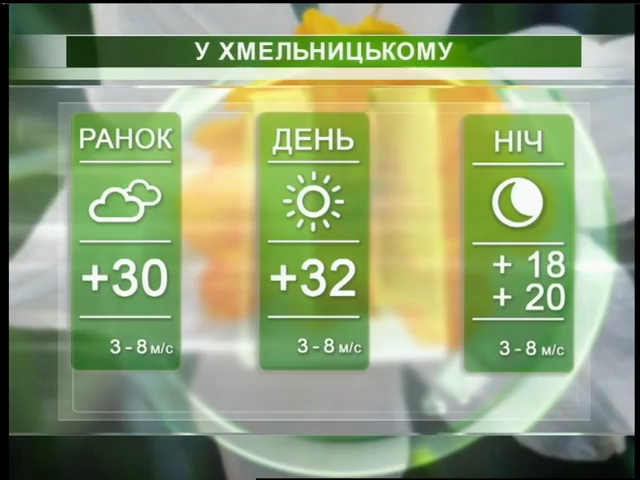 У ХМЕЛЬНИЦЬКОМУ
РАНОК
+30
3 - 8 м/с
ДЕНЬ
+32
3 - 8 м/с
НІЧ
+ 18
+ 20
3 - 8 м/с